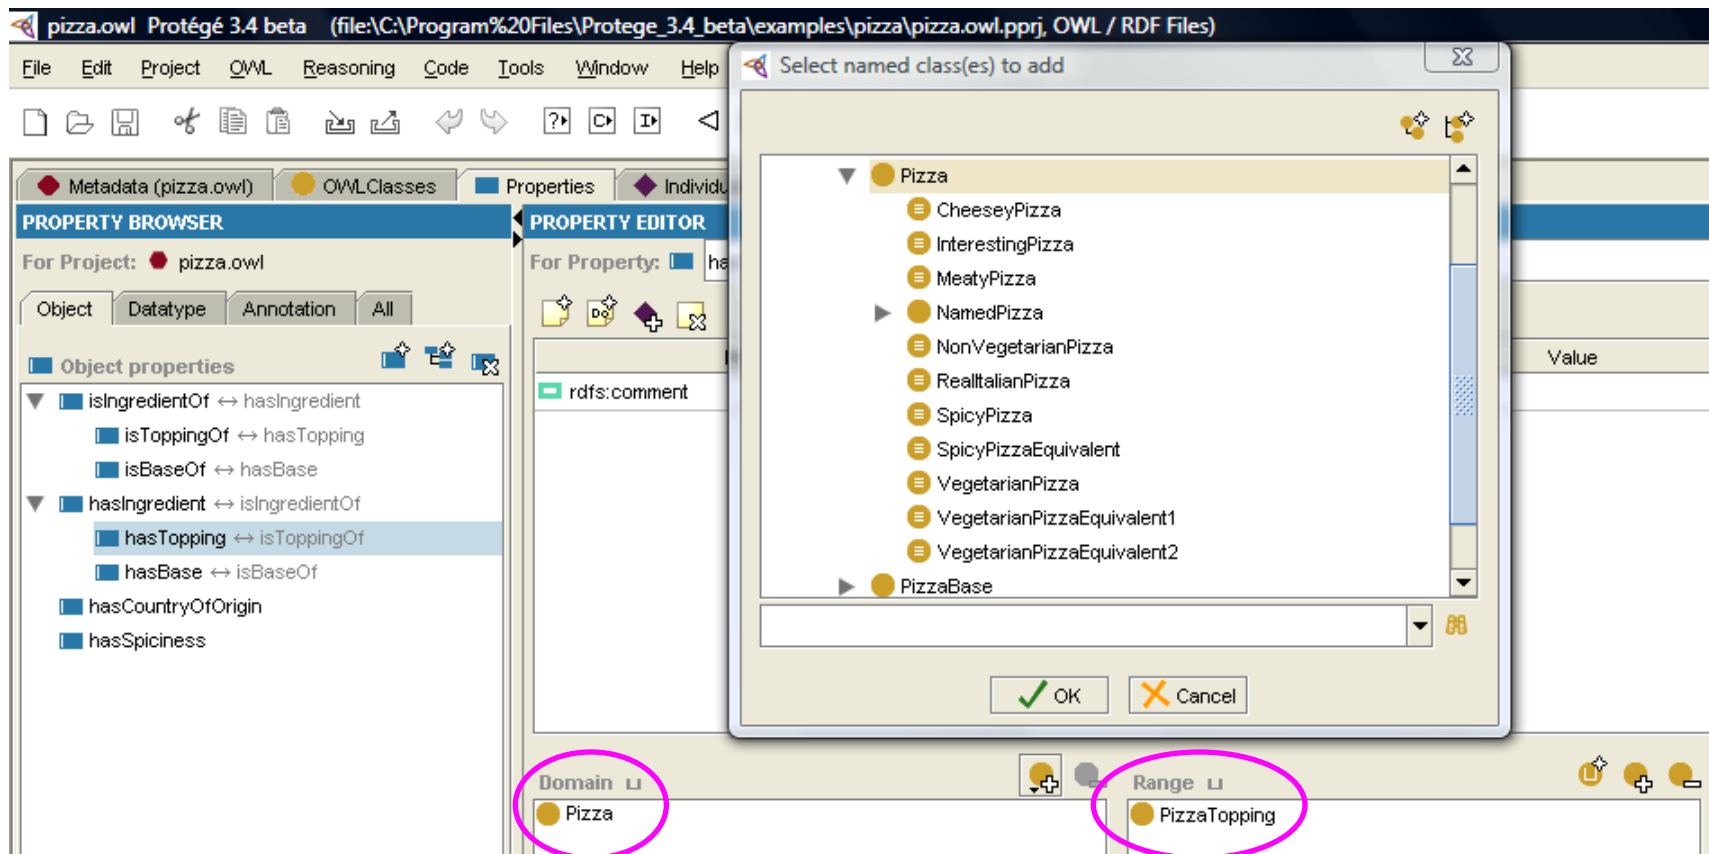 pizza.owl Protégé 3.4 beta (file:\C:\Program%20Files\Protege_3.4_beta\examples\pizza\pizza.owl.pprj, OWL / RDF Files)
File Edit Project OWL Reasoning Code Tools Window Help
Select named class(es) to add
Metadata (pizza.owl) OWLClasses Properties Individu
PROPERTY BROWSER
For Project: pizza.owl
Object Datatype Annotation All
Object properties
isIngredientOf ↔ hasIngredient
isToppingOf ↔ hasTopping
isBaseOf ↔ hasBase
hasIngredient ↔ isIngredientOf
hasTopping ↔ isToppingOf
hasBase ↔ isBaseOf
hasCountryOfOrigin
hasSpiciness
PROPERTY EDITOR
For Property: ha
Value
rdfs:comment
Pizza
CheeseyPizza
InterestingPizza
MeatyPizza
NamedPizza
NonVegetarianPizza
RealItalianPizza
SpicyPizza
SpicyPizzaEquivalent
VegetarianPizza
VegetarianPizzaEquivalent1
VegetarianPizzaEquivalent2
PizzaBase
OK Cancel
Domain ⊔
Pizza
Range ⊔
PizzaTopping